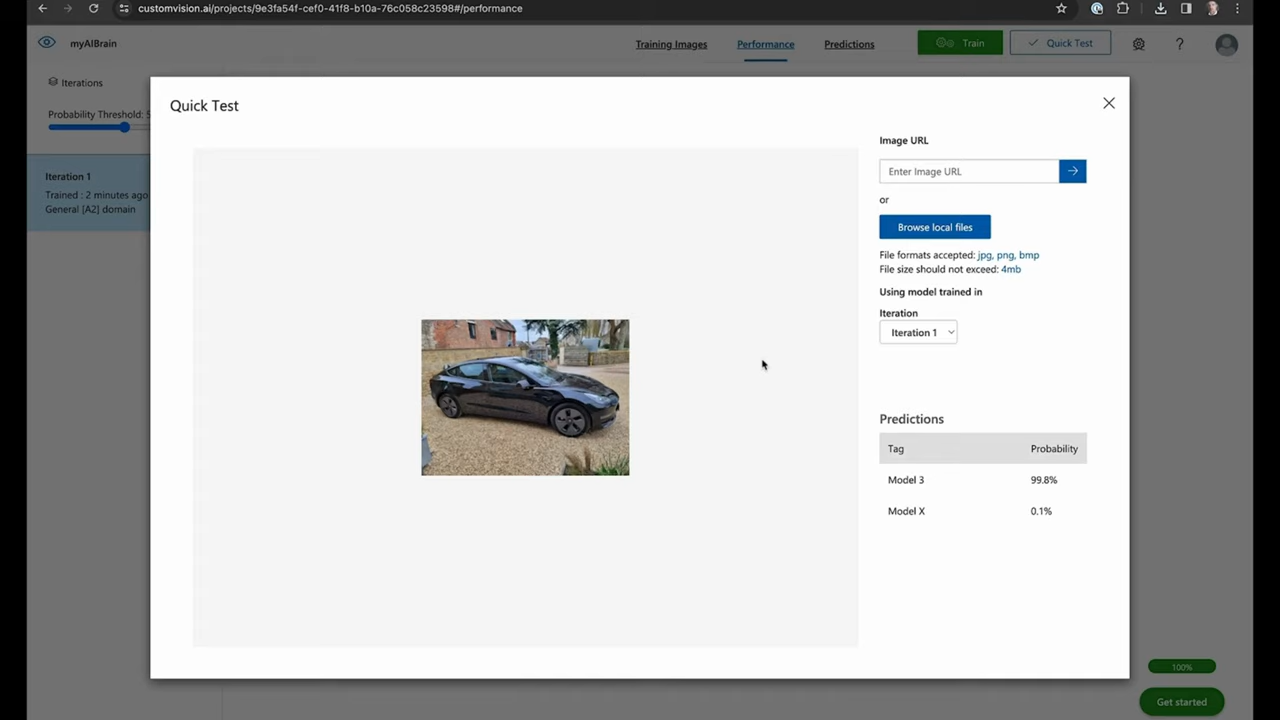 customvision.ai/projects/9e3fa54f-cef0-41f8-b10a-76c058c23598#/performance
myAIBrain
Training Images
Performance
Predictions
Train
Quick Test
?
Iterations
Probability Threshold: 5
Iteration 1
Trained : 2 minutes ago
General [A2] domain
Quick Test
Image URL
Enter Image URL
or
Browse local files
File formats accepted: jpg, png, bmp
File size should not exceed: 4mb
Using model trained in
Iteration
Iteration 1
Predictions
Tag Probability
Model 3 99.8%
Model X 0.1%
100%
Get started